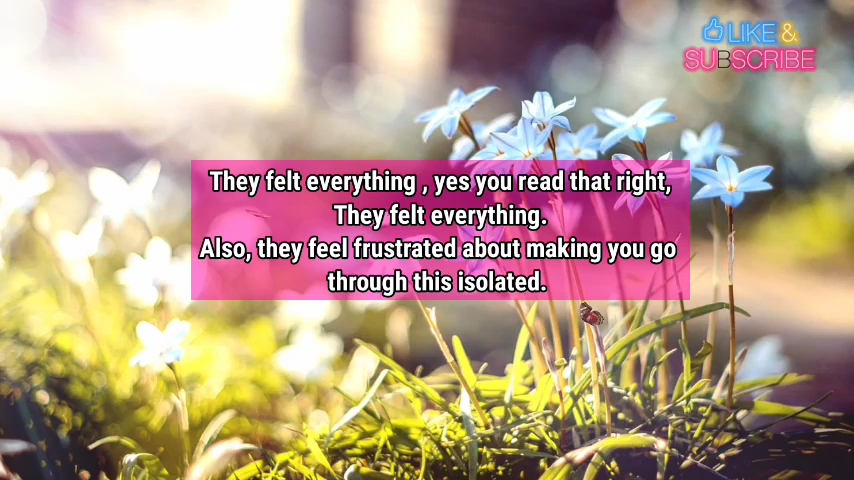 LIKE &
SUBSCRIBE
They felt everything , yes you read that right,
They felt everything.
Also, they feel frustrated about making you go
through this isolated.